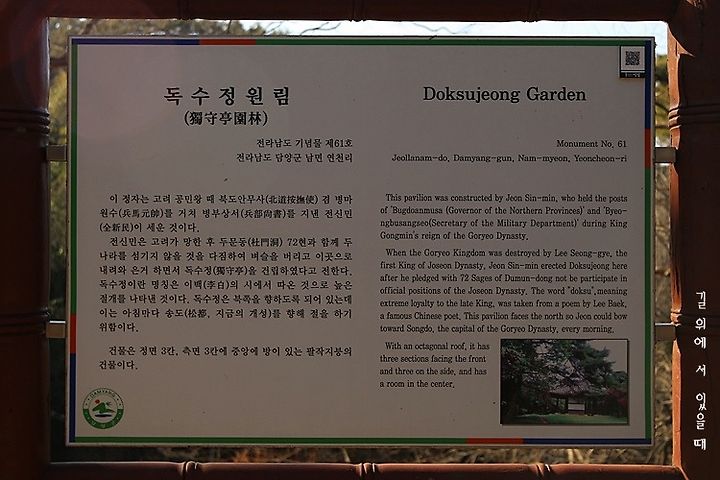 독수정원림
(獨守亭園林)
전라남도 기념물 제61호
전라남도 담양군 남면 연천리
이 정자는 고려 공민왕 때 북도안무사(北道按撫使) 겸 병마
원수(兵馬元帥)를 거쳐 병부상서(兵部尙書)를 지낸 전신민
(全新民)이 세운 것이다.
전신민은 고려가 망한 후 두문동(杜門洞) 72현과 함께 두
나라를 섬기지 않을 것을 다짐하여 벼슬을 버리고 이곳으로
내려와 은거 하면서 독수정(獨守亭)을 건립하였다고 전한다.
독수정이란 명칭은 이백(李白)의 시에서 따온 것으로 높은
절개를 나타낸 것이다. 독수정은 북쪽을 향하도록 되어 있는데
이는 아침마다 송도(松都, 지금의 개성)를 향해 절을 하기
위함이다.
건물은 정면 3칸, 측면 3칸에 중앙에 방이 있는 팔작지붕의
건물이다.
Doksujeong Garden
Monument No. 61
Jeollanam-do, Damyang-gun, Nam-myeon, Yeoncheon-ri
This pavilion was constructed by Jeon Sin-min, who held the posts
of 'Bugdoanmusa (Governor of the Northern Provinces)' and 'Byeo-
ngbusangseo(Secretary of the Military Department)' during King
Gongmin's reign of the Goryeo Dynasty.
When the Goryeo Kingdom was destroyed by Lee Seong-gye, the
first King of Joseon Dynasty, Jeon Sin-min erected Doksujeong here
after he pledged with 72 Sages of Dumun-dong not be participate in
official positions of the Joseon Dynasty. The word "doksu",meaning
extreme loyalty to the late King, was taken from a poem by Lee Baek,
a famous Chinese poet. This pavilion faces the north so Jeon could bow
toward Songdo, the capital of the Goryeo Dynasty, every morning.
With an octagonal roof, it has
three sections facing the front
and three on the side, and has
a room in the center.
DAMYANG
길 위에 서 있을 때